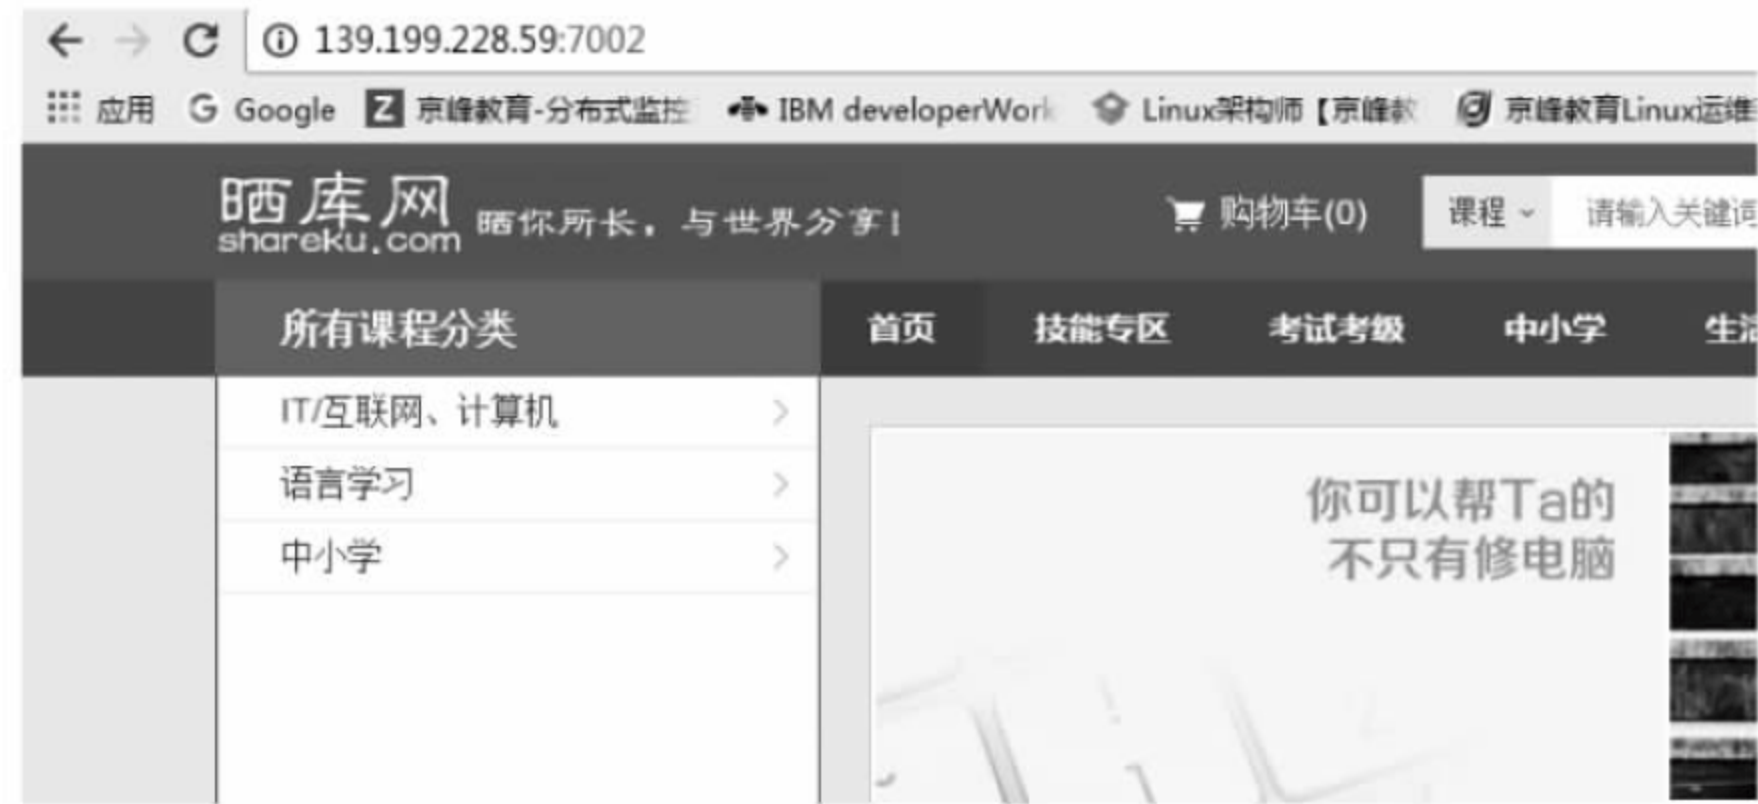 139.199.228.59:7002
应用 Google 京峰教育-分布式监控 IBM developerWork Linux架构师【京峰教 京峰教育Linux运维
晒库网 shareku.com 晒你所长，与世界分享!
购物车(0) 课程 请输入关键词
所有课程分类 首页 技能专区 考试考级 中小学 生活
IT/互联网、计算机
语言学习
中小学
你可以帮Ta的
不只有修电脑